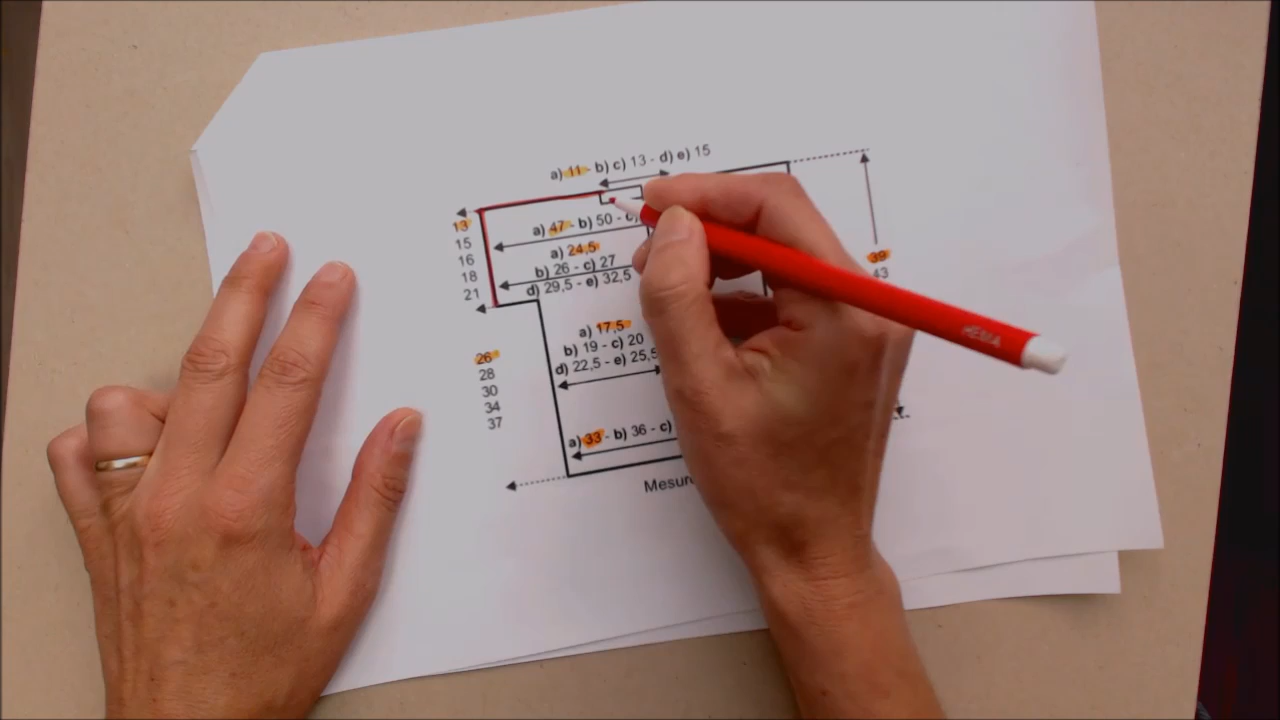 a) 11 - b) c) 13 - d) e) 15
13
15
16
18
21
a) 47 - b) 50 - c)
a) 24,5
b) 26 - c) 27
d) 29,5 - e) 32,5
39
43
a) 17,5
b) 19 - c) 20
d) 22,5 - e) 25,5
26
28
30
34
37
a) 33 - b) 36 - c)
HEMA